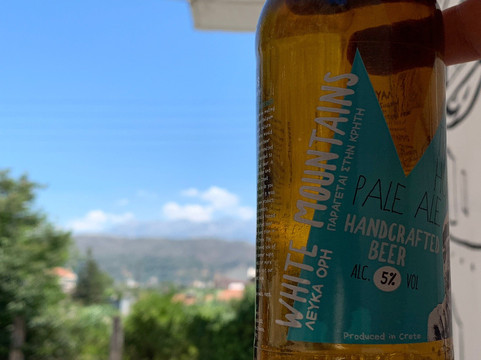 WHITE MOUNTAINS
ΛΕΥΚΑ ΟΡΗ
ΠΑΡΑΓΕΤΑΙ ΣΤΗΝ ΚΡΗΤΗ
PALE ALE
HANDCRAFTED
BEER
ALC. 5% VOL
Produced in Crete